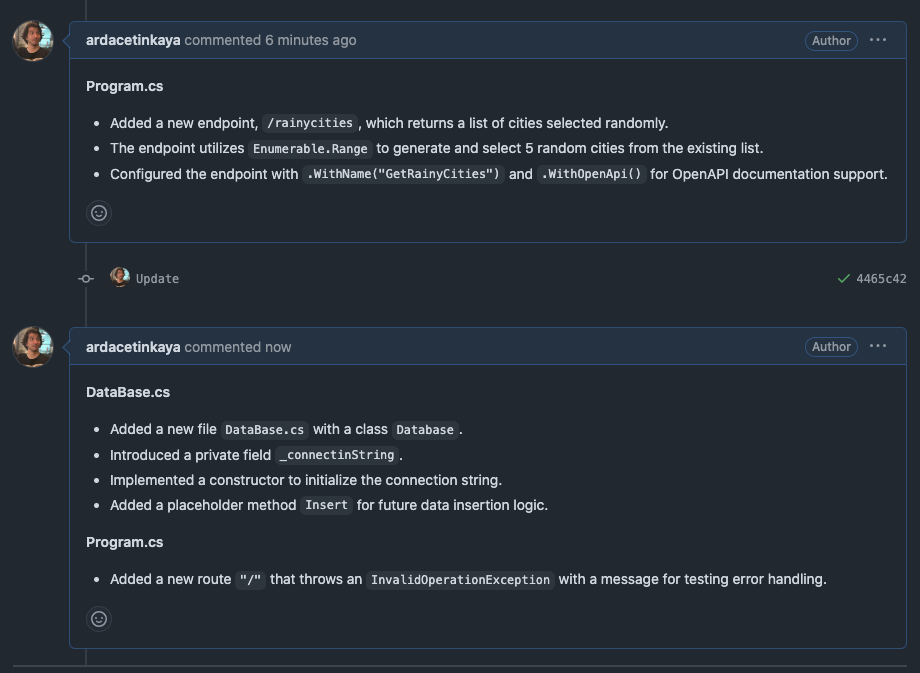 ardacetinkaya commented 6 minutes ago Author
Program.cs
Added a new endpoint, /rainycities , which returns a list of cities selected randomly.
The endpoint utilizes Enumerable.Range to generate and select 5 random cities from the existing list.
Configured the endpoint with .WithName("GetRainyCities") and .WithOpenApi() for OpenAPI documentation support.
Update 4465c42
ardacetinkaya commented now Author
DataBase.cs
Added a new file DataBase.cs with a class Database .
Introduced a private field _connectinString .
Implemented a constructor to initialize the connection string.
Added a placeholder method Insert for future data insertion logic.
Program.cs
Added a new route "/" that throws an InvalidOperationException with a message for testing error handling.